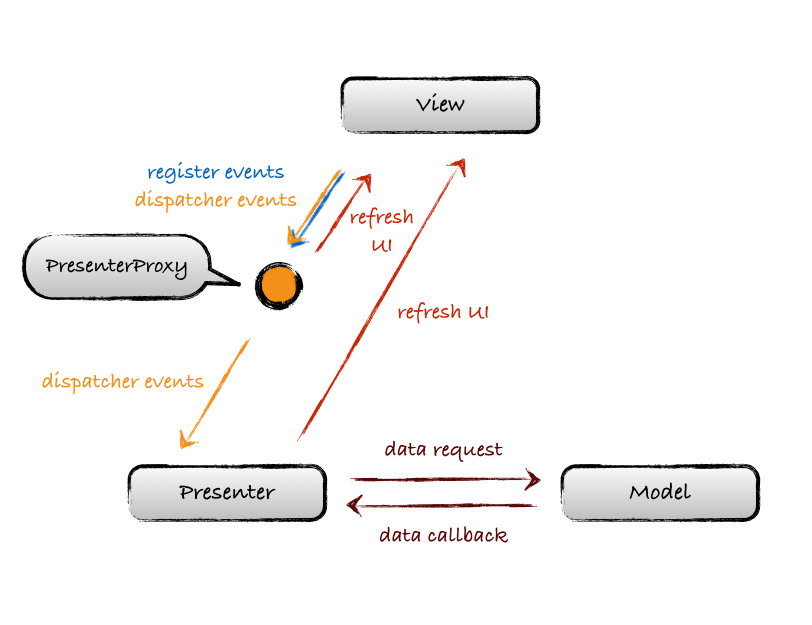 View
register events
dispatcher events
refresh
UI
PresenterProxy
refresh UI
dispatcher events
data request
Presenter
Model
data callback